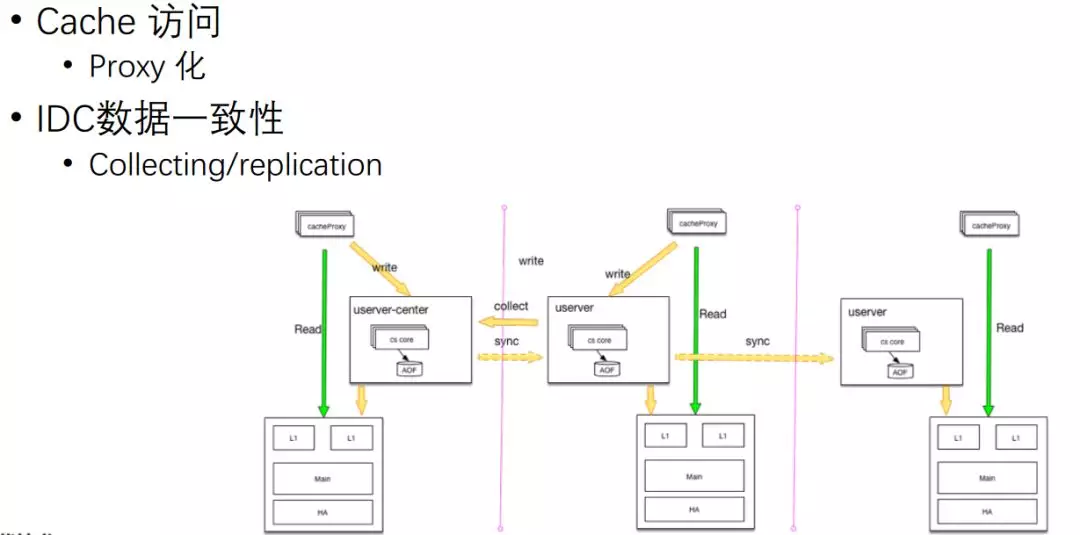 • Cache 访问
• Proxy 化
• IDC数据一致性
• Collecting/replication
cacheProxy
cacheProxy
cacheProxy
write
write
write
userver-center
collect
userver
userver
Read
cs core
AOF
sync
cs core
AOF
Read
sync
cs core
AOF
Read
L1
L1
Main
HA
L1
L1
Main
HA
L1
L1
Main
HA